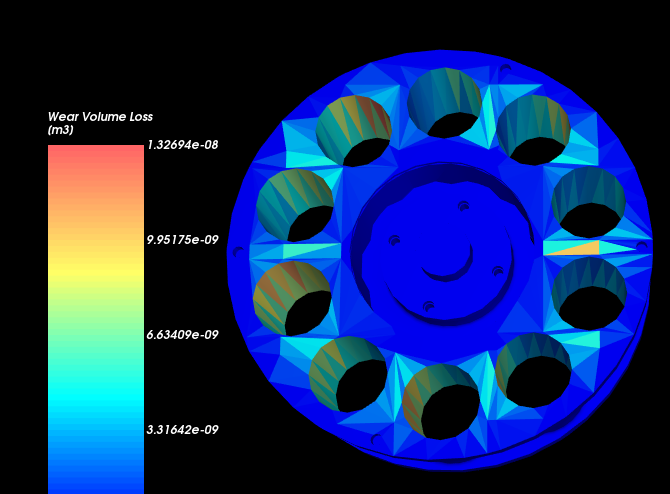 Wear Volume Loss
(m3)
1.32694e-08
9.95175e-09
6.63409e-09
3.31642e-09